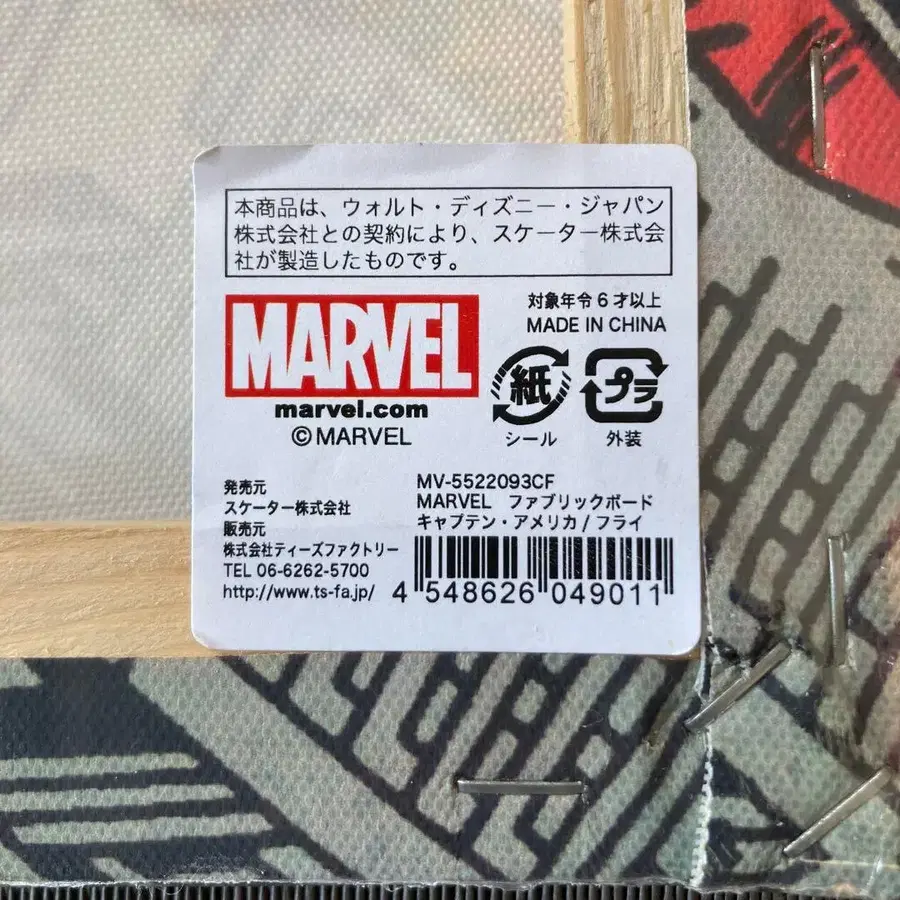 本商品は、ウォルト・ディズニー・ジャパン
株式会社との契約により、スケーター株式会
社が製造したものです。
MARVEL
marvel.com
©MARVEL
対象年令6才以上
MADE IN CHINA
紙
シール
プラ
外装
発売元
スケーター株式会社
販売元
株式会社ティーズファクトリー
TEL 06-6262-5700
http://www.ts-fa.jp/
MV-5522093CF
MARVEL ファブリックボード
キャプテン・アメリカ/フライ
4 548626 049011